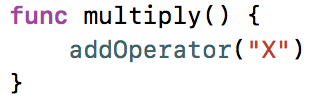 func multiply() {
    addOperator("X")
}